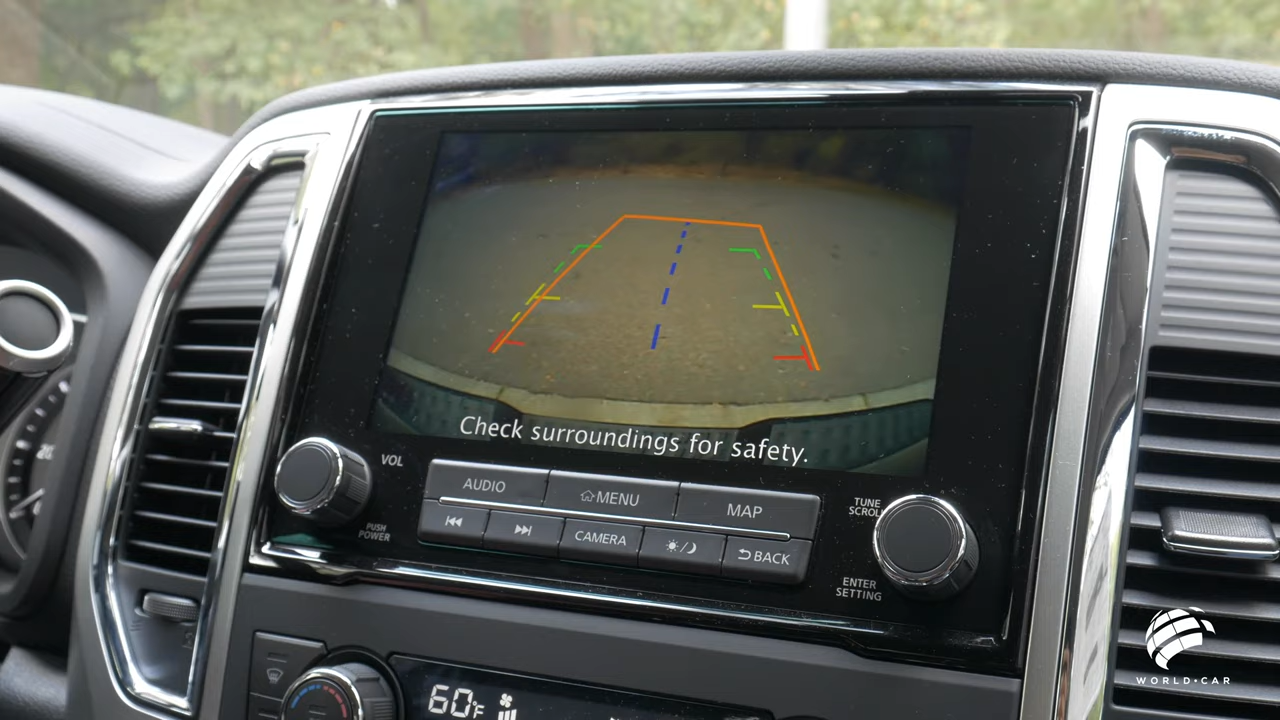 Check surroundings for safety.
VOL
AUDIO
MENU
MAP
TUNE
SCROLL
PUSH
POWER
CAMERA
BACK
ENTER
SETTING
60°F
WORLD CAR